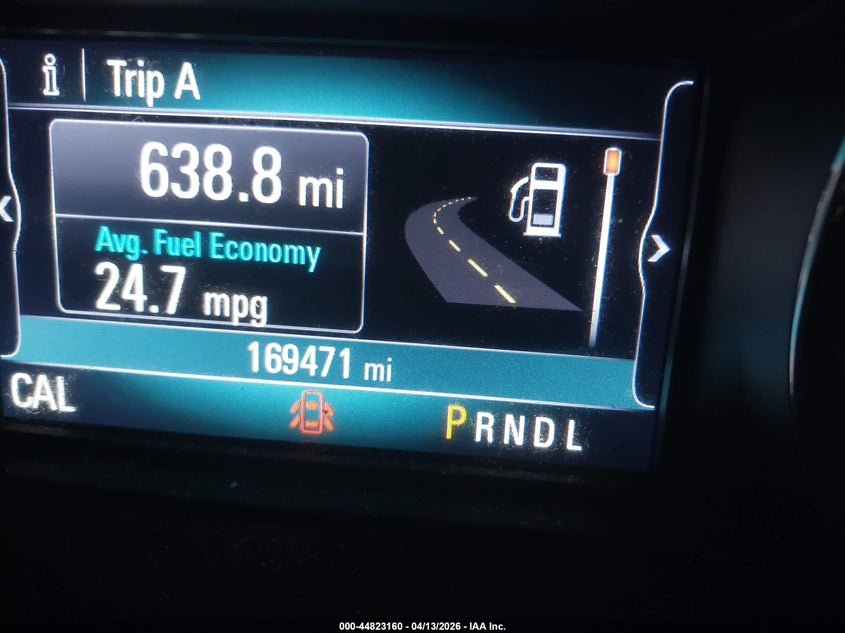 i Trip A
638.8 mi
Avg. Fuel Economy
24.7 mpg
169471 mi
CAL
PRNDL
000-44823160 - 04/13/2026 - IAA Inc.